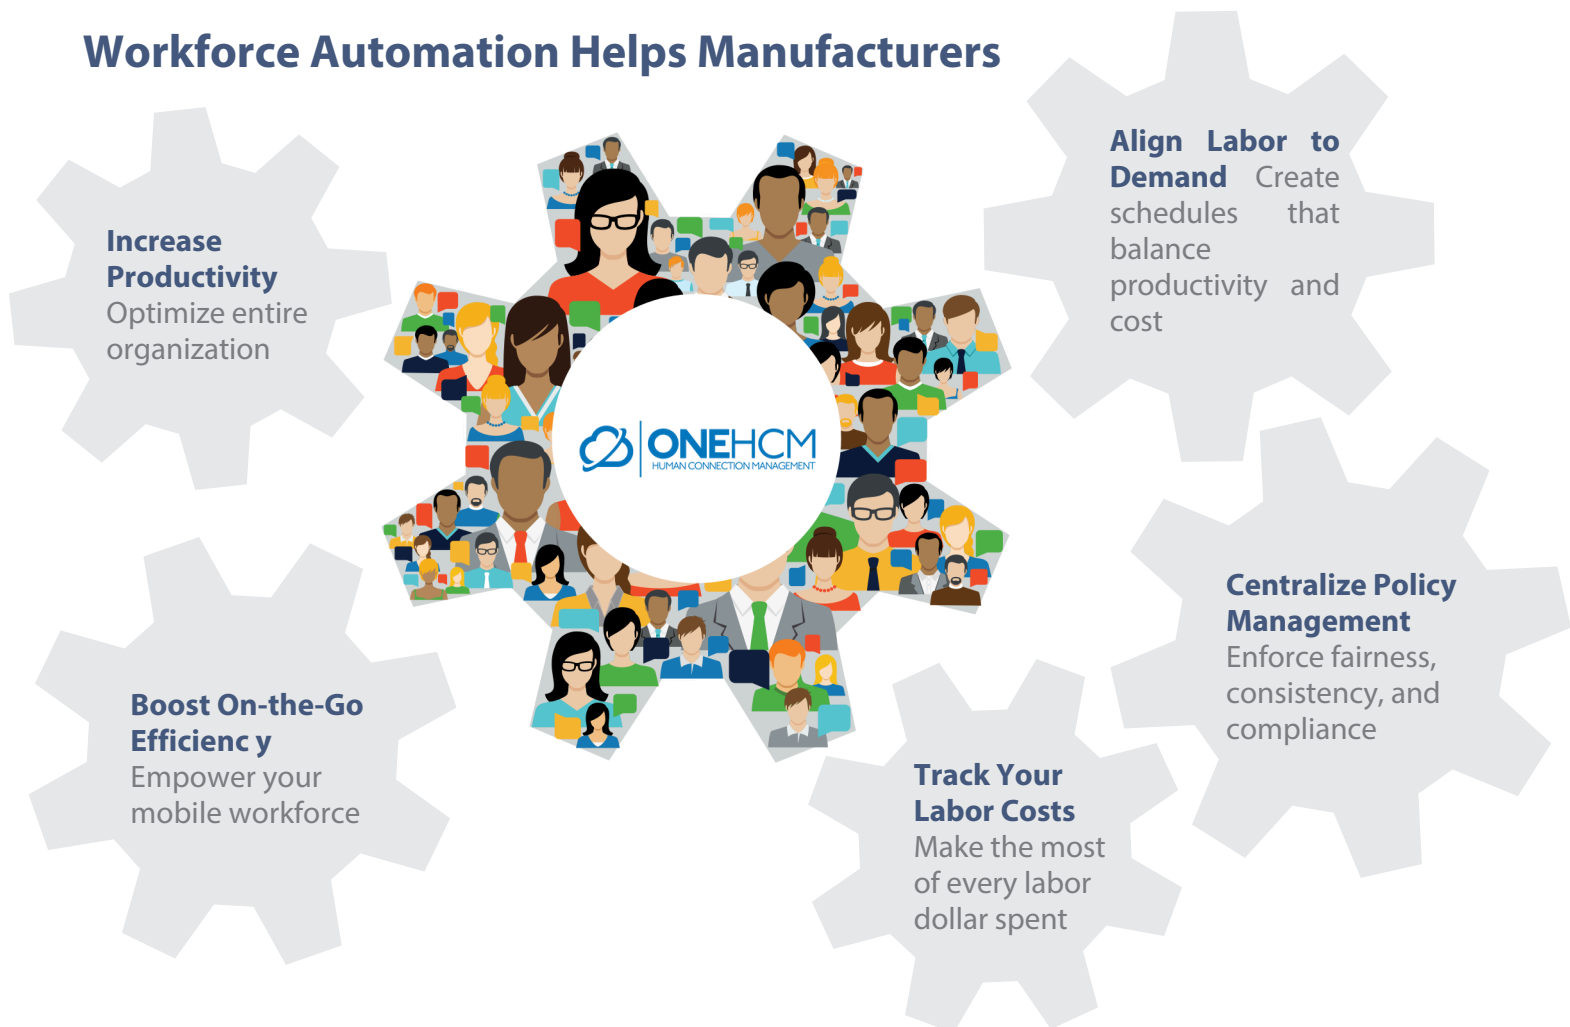 Workforce Automation Helps Manufacturers
Increase
Productivity
Optimize entire
organization
Align Labor to
Demand Create
schedules that
balance
productivity and
cost
ONEHCM
HUMAN CONNECTION MANAGEMENT
Boost On-the-Go
Efficienc y
Empower your
mobile workforce
Track Your
Labor Costs
Make the most
of every labor
dollar spent
Centralize Policy
Management
Enforce fairness,
consistency, and
compliance